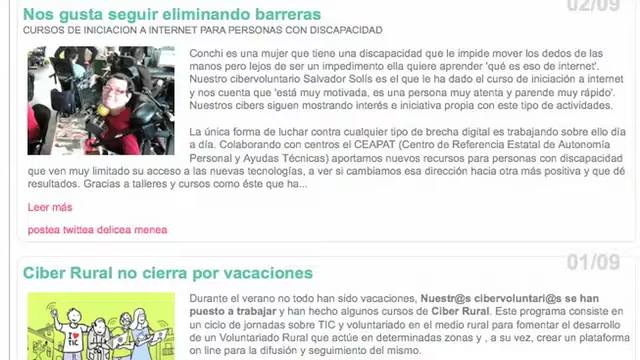 02/09
Nos gusta seguir eliminando barreras
CURSOS DE INICIACION A INTERNET PARA PERSONAS CON DISCAPACIDAD
Conchi es una mujer que tiene una discapacidad que le impide mover los dedos de las
manos pero lejos de ser un impedimento ella quiere aprender 'qué es eso de internet'.
Nuestro cibervoluntario Salvador Solís es el que le ha dado el curso de iniciación a internet
y nos cuenta que 'está muy motivada, es una persona muy atenta y parende muy rápido'.
Nuestros cibers siguen mostrando interés e iniciativa propia con este tipo de actividades.
La única forma de luchar contra cualquier tipo de brecha digital es trabajando sobre ello día
a día. Colaborando con centros el CEAPAT (Centro de Referencia Estatal de Autonomía
Personal y Ayudas Técnicas) aportamos nuevos recursos para personas con discapacidad
que ven muy limitado su acceso a las nuevas tecnologías, a ver si cambiamos esa dirección hacia otra más positiva y que dé
resultados. Gracias a talleres y cursos como éste que ha...
Leer más
postea twittea delicea menea
01/09
Ciber Rural no cierra por vacaciones
Durante el verano no todo han sido vacaciones, Nuestr@s cibervoluntari@s se han
puesto a trabajar y han hecho algunos cursos de Ciber Rural. Este programa consiste en
un ciclo de jornadas sobre TIC y voluntariado en el medio rural para fomentar el desarrollo
de un Voluntariado Rural que actúe en determinadas zonas y , a su vez, crear un plataforma
on line para la difusión y seguimiento del mismo.